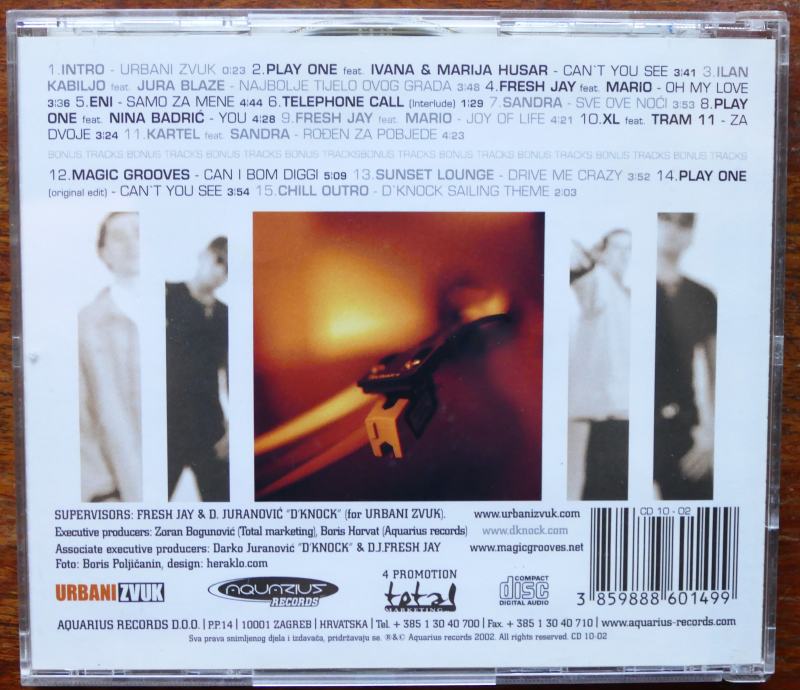 1.INTRO - URBANI ZVUK 0:23 2.PLAY ONE feat. IVANA & MARIJA HUSAR - CAN`T YOU SEE 3:41 3.ILAN
KABILJO feat. JURA BLAZE - NAJBOLJE TIJELO OVOG GRADA 3:48 4.FRESH JAY feat. MARIO - OH MY LOVE
3:36 5.ENI - SAMO ZA MENE 4:44 6.TELEPHONE CALL (Interlude) 1:29 7.SANDRA - SVE OVE NOĆI 3:53 8.PLAY
ONE feat. NINA BADRIĆ - YOU 4:28 9.FRESH JAY feat. MARIO - JOY OF LIFE 4:21 10.XL feat. TRAM 11 - ZA
DVOJE 3:24 11.KARTEL feat. SANDRA - ROĐEN ZA POBJEDE 4:23
BONUS TRACKS BONUS TRACKS BONUS TRACKS BONUS TRACKSBONUS TRACKS BONUS TRACKS BONUS TRACKS BONUS TRACKS BONUS TRACKS
12.MAGIC GROOVES - CAN I BOM DIGGI 5:09 13.SUNSET LOUNGE - DRIVE ME CRAZY 3:52 14.PLAY ONE
(original edit) - CAN`T YOU SEE 3:54 15.CHILL OUTRO - D`KNOCK SAILING THEME 2:03
SUPERVISORS: FRESH JAY & D. JURANOVIĆ "D'KNOCK" (for URBANI ZVUK).
Executive producers: Zoran Bogunović (Total marketing), Boris Horvat (Aquarius records)
Associate executive producers: Darko Juranović "D'KNOCK" & D.J.FRESH JAY
Foto: Boris Poljičanin, design: heraklo.com
www.urbanizvuk.com
www.dknock.com
www.magicgrooves.net
CD 10 - 02
3 859888 601499
URBANI ZVUK
AQUARIUS
RECORDS
4 PROMOTION
total
MARKETING
COMPACT
disc
DIGITAL AUDIO
AQUARIUS RECORDS D.O.O. | P.P.14 | 10001 ZAGREB | HRVATSKA | Tel. + 385 1 30 40 700 | Fax. + 385 1 30 40 710 | www.aquarius-records.com
Sva prava snimljenog djela i izdavača, pridržavaju se. ®&© Aquarius records 2002. All rights reserved. CD 10-02